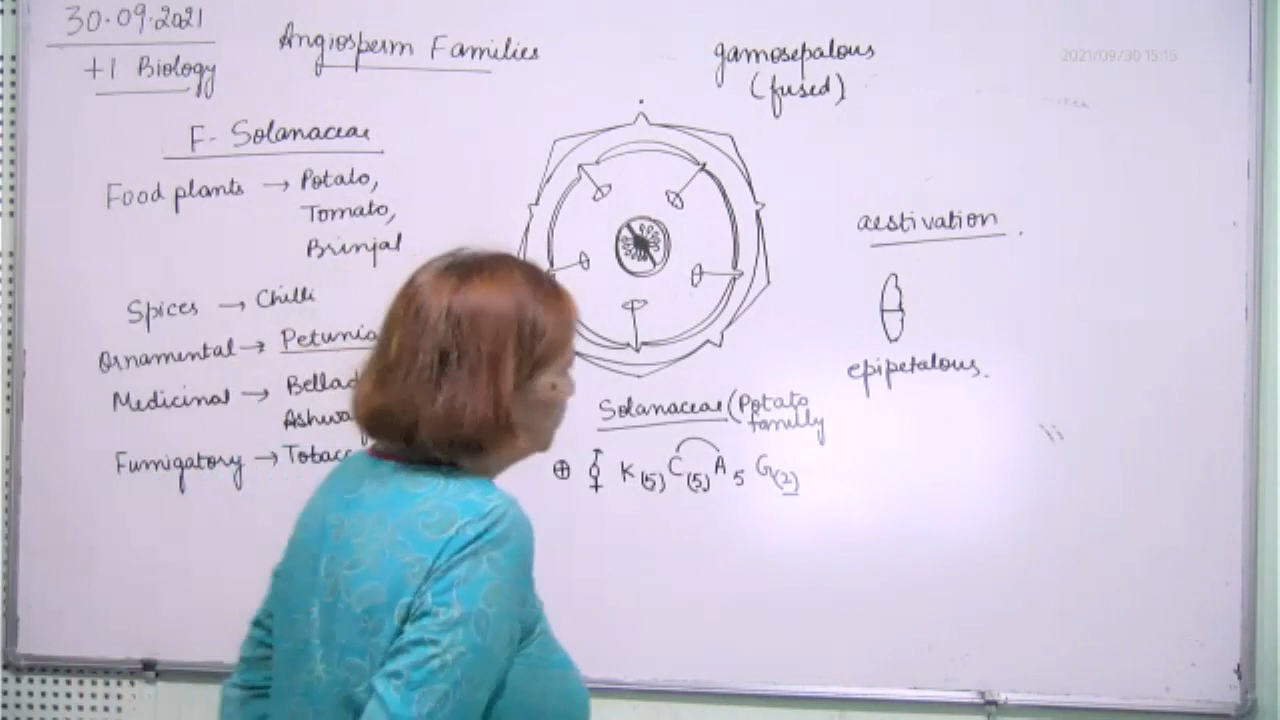 30.09.2021
+1 Biology
Angiosperm Families
gamosepalous
(fused)
2021/09/30 15:15
F- Solanaceae
Food plants → Potato,
Tomato,
Brinjal
Spices → Chilli
Ornamental → Petunia
Medicinal →
Fumigatory →
aestivation
epipetalous.
Solanaceae (Potato
family
⊕ ⚥ K(5) C(5) A5 G(2)